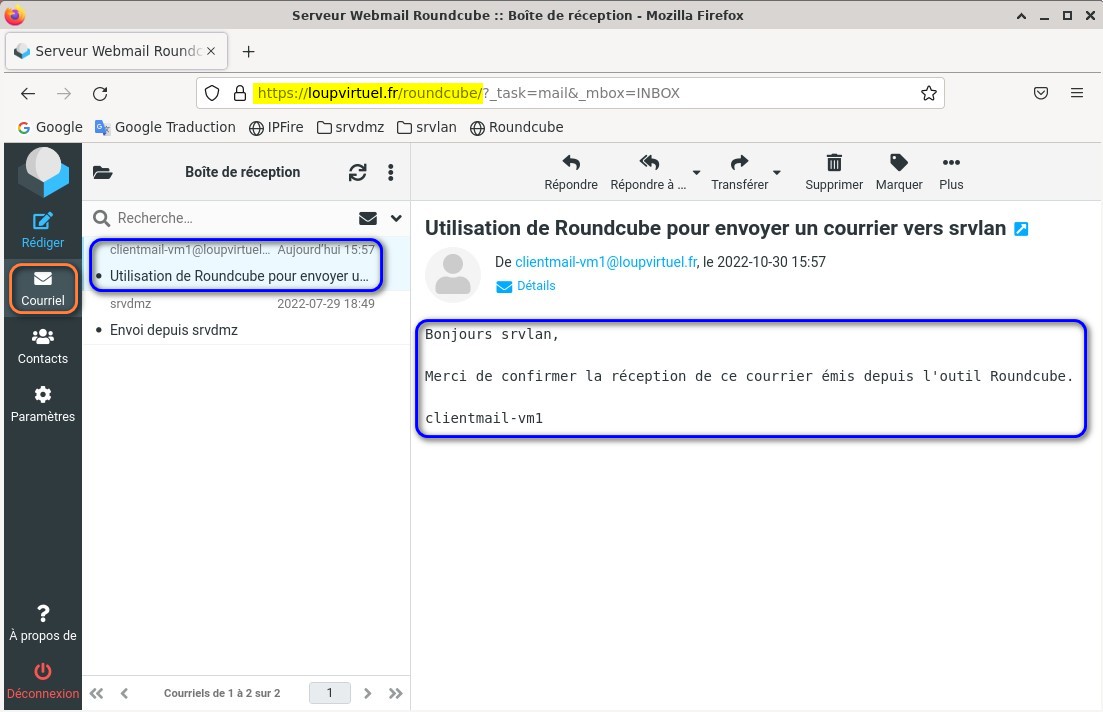 Serveur Webmail Roundcube :: Boîte de réception - Mozilla Firefox
Serveur Webmail Roundc
https://loupvirtuel.fr/roundcube/?_task=mail&_mbox=INBOX
Google Google Traduction IPFire srvdmz srvlan Roundcube
Rédiger
Courriel
Contacts
Paramètres
À propos de
Déconnexion
Boîte de réception
Recherche...
clientmail-vm1@loupvirtuel... Aujourd'hui 15:57
• Utilisation de Roundcube pour envoyer u...
srvdmz 2022-07-29 18:49
• Envoi depuis srvdmz
Courriels de 1 à 2 sur 2 1
Répondre Répondre à ... Transférer Supprimer Marquer Plus
Utilisation de Roundcube pour envoyer un courrier vers srvlan
De clientmail-vm1@loupvirtuel.fr, le 2022-10-30 15:57
Détails
Bonjours srvlan,
Merci de confirmer la réception de ce courrier émis depuis l'outil Roundcube.
clientmail-vm1